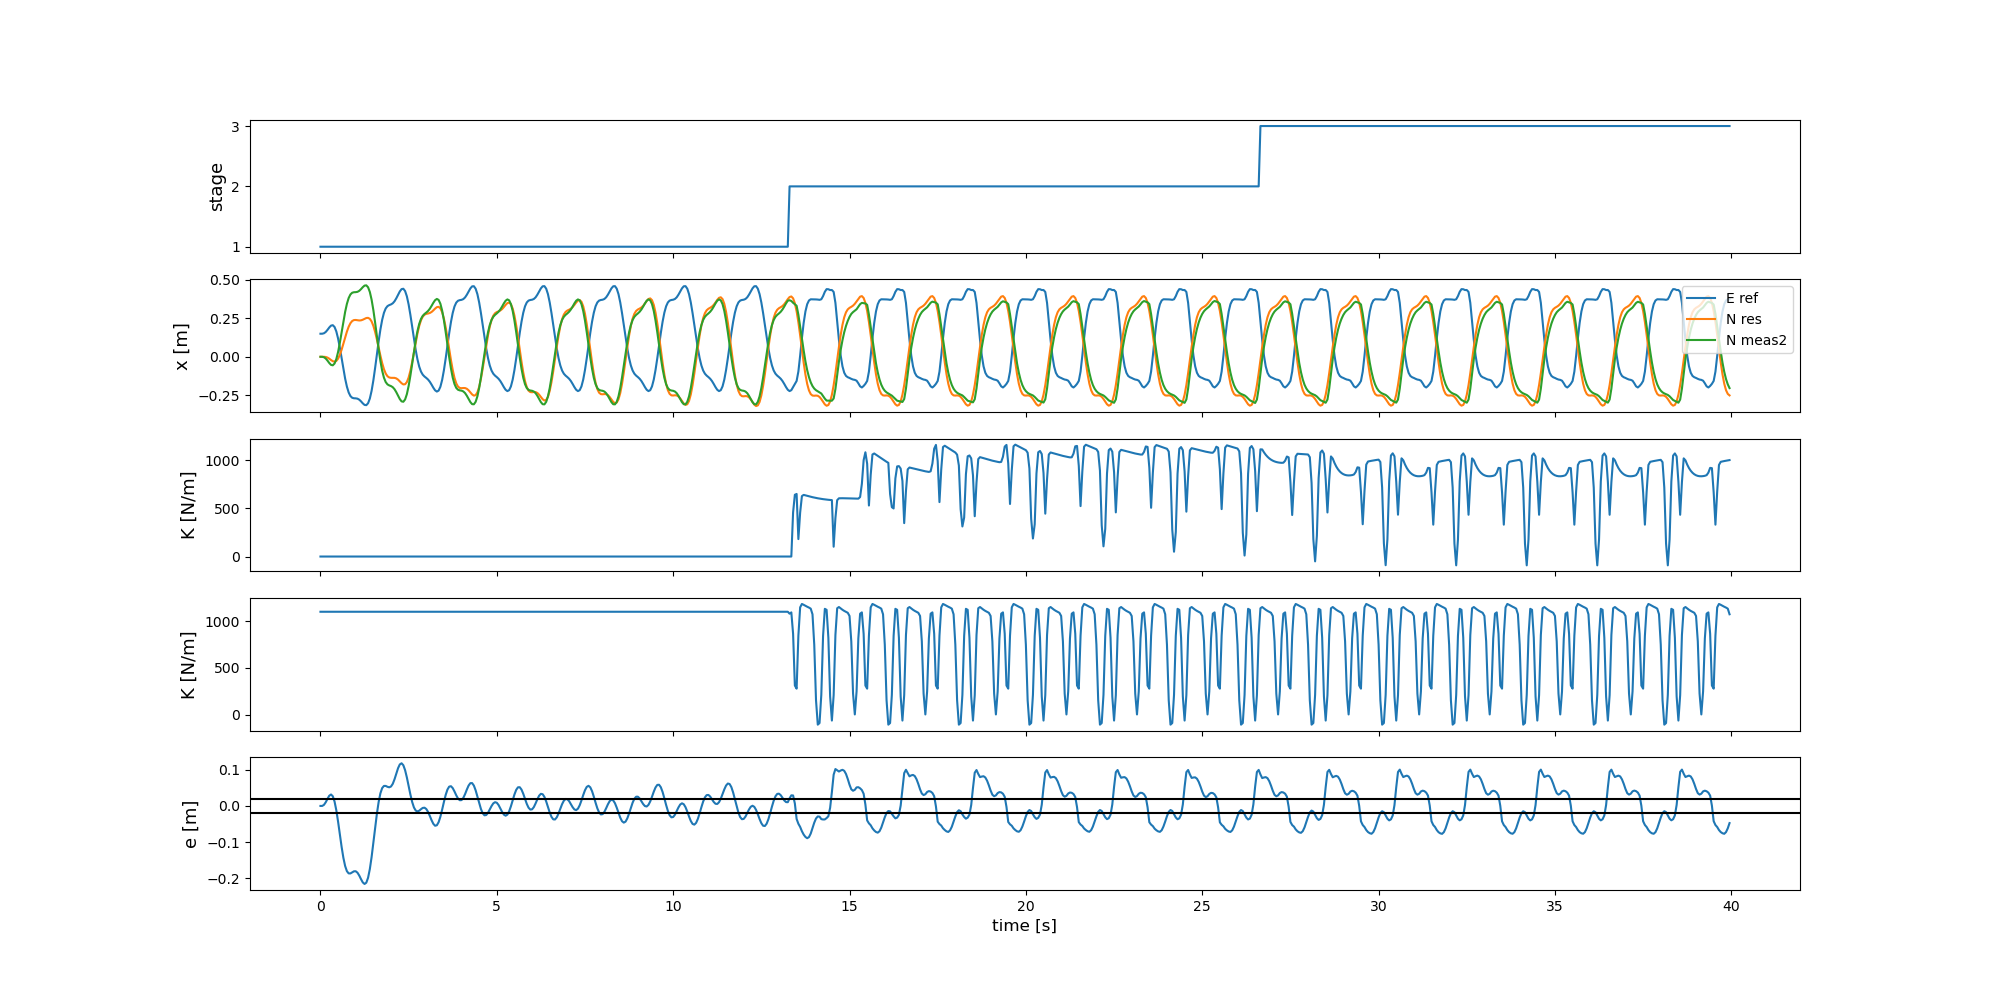 stage
3
2
1
x [m]
0.50
0.25
0.00
−0.25
E ref
N res
N meas2
K [N/m]
1000
500
0
K [N/m]
1000
500
0
e [m]
0.1
0.0
−0.1
−0.2
0 5 10 15 20 25 30 35 40
time [s]